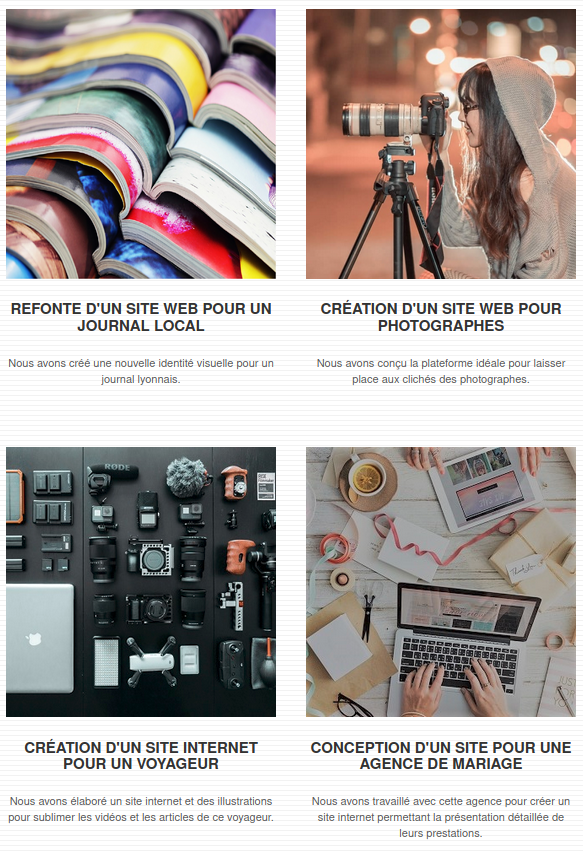 REFONTE D'UN SITE WEB POUR UN
JOURNAL LOCAL
Nous avons créé une nouvelle identité visuelle pour un
journal lyonnais.
CRÉATION D'UN SITE WEB POUR
PHOTOGRAPHES
Nous avons conçu la plateforme idéale pour laisser
place aux clichés des photographes.
RØDE
CRÉATION D'UN SITE INTERNET
POUR UN VOYAGEUR
Nous avons élaboré un site internet et des illustrations
pour sublimer les vidéos et les articles de ce voyageur.
CONCEPTION D'UN SITE POUR UNE
AGENCE DE MARIAGE
Nous avons travaillé avec cette agence pour créer un
site internet permettant la présentation détaillée de
leurs prestations.